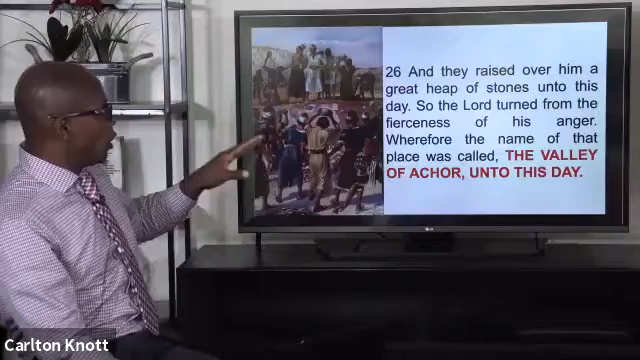 26 And they raised over him a
great heap of stones unto this
day. So the Lord turned from the
fierceness of his anger.
Wherefore the name of that
place was called, THE VALLEY
OF ACHOR, UNTO THIS DAY.
LG
Carlton Knott